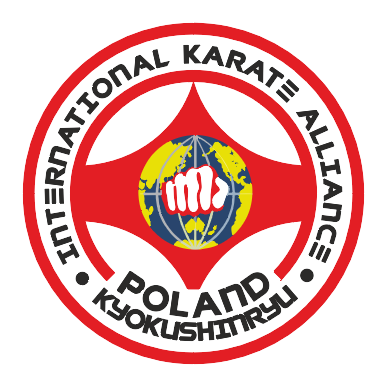 INTERNATIONAL KARATE ALLIANCE
POLAND
KYOKUSHINRYU